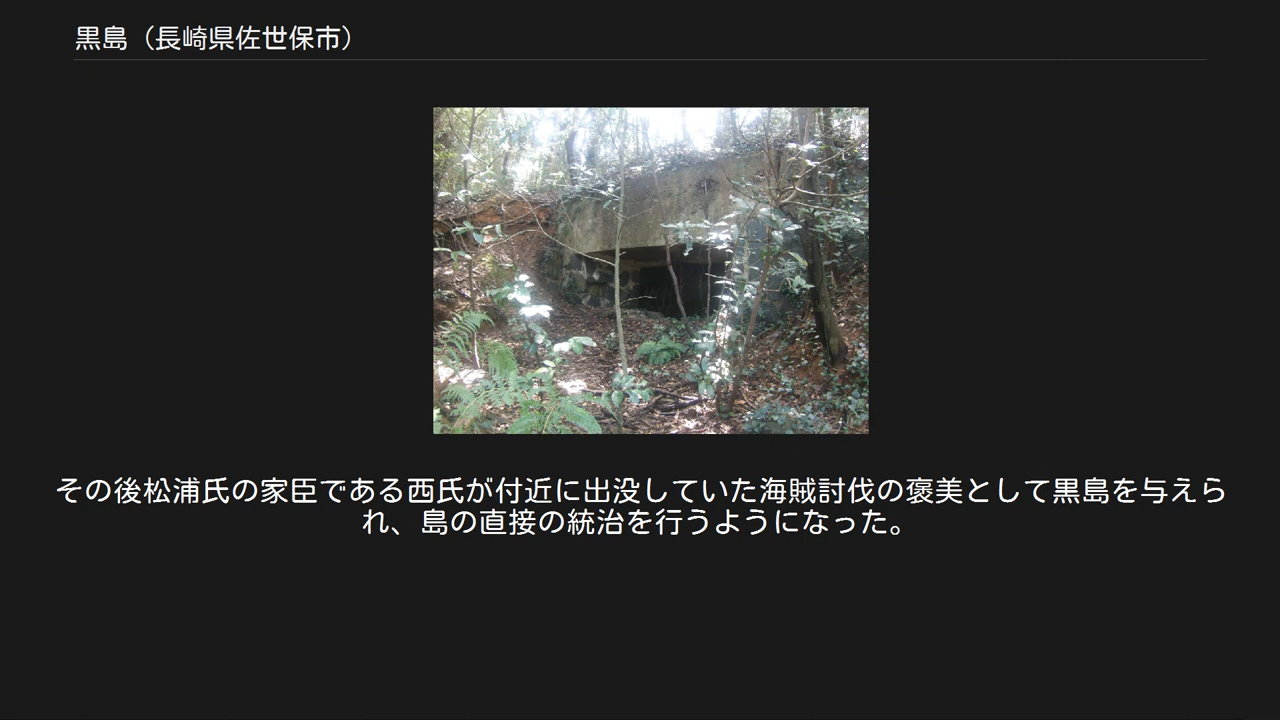 黒島（長崎県佐世保市）
その後松浦氏の家臣である西氏が付近に出没していた海賊討伐の褒美として黒島を与えら
れ、島の直接の統治を行うようになった。